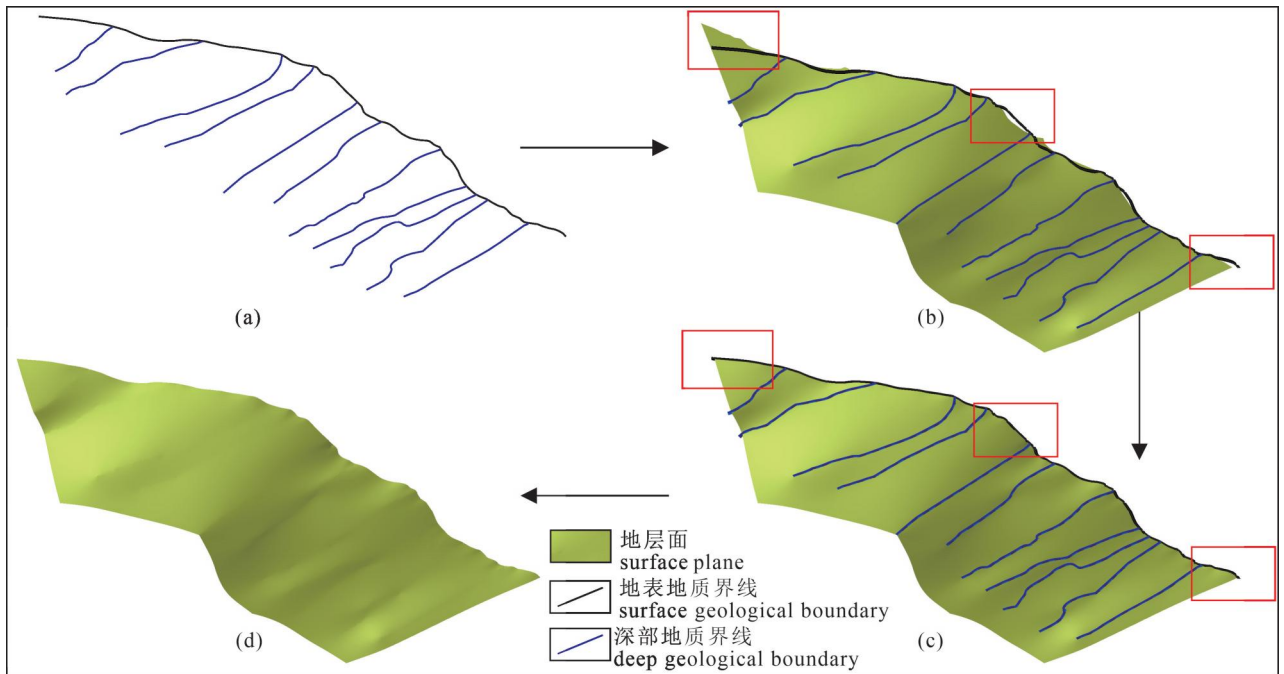 (a)
(b)
(d)
(c)
地层面
surface plane
地表地质界线
surface geological boundary
深部地质界线
deep geological boundary